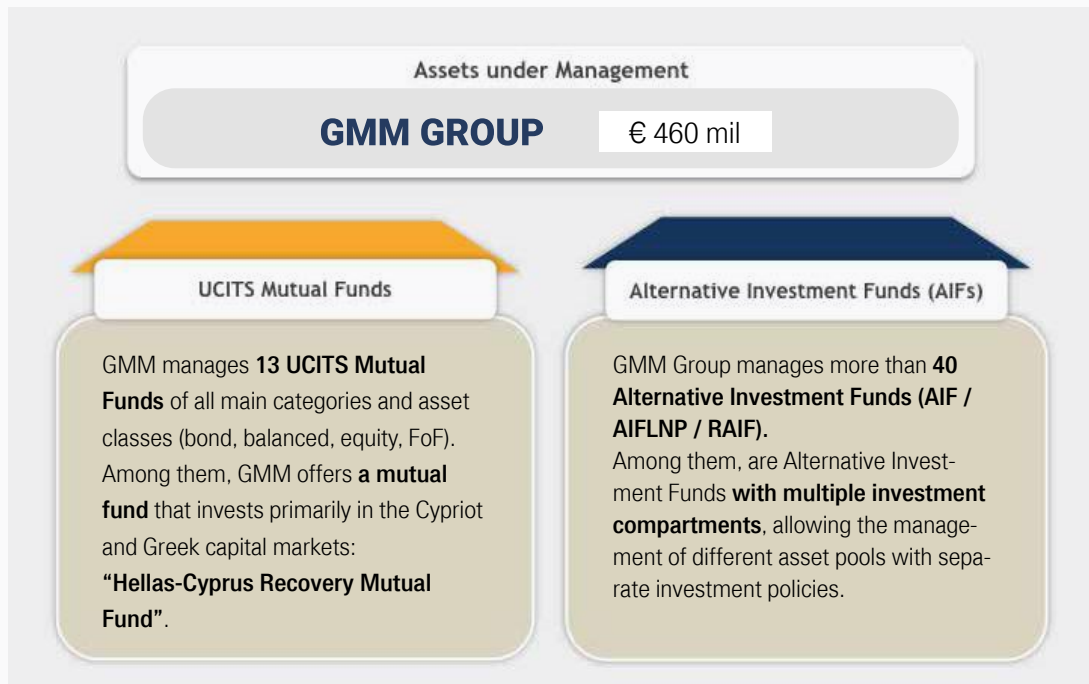 Assets under Management
GMM GROUP € 460 mil
UCITS Mutual Funds
GMM manages 13 UCITS Mutual
Funds of all main categories and asset
classes (bond, balanced, equity, FoF).
Among them, GMM offers a mutual
fund that invests primarily in the Cypriot
and Greek capital markets:
“Hellas-Cyprus Recovery Mutual
Fund”.
Alternative Investment Funds (AIFs)
GMM Group manages more than 40
Alternative Investment Funds (AIF /
AIFLNP / RAIF).
Among them, are Alternative Invest-
ment Funds with multiple investment
compartments, allowing the manage-
ment of different asset pools with sepa-
rate investment policies.